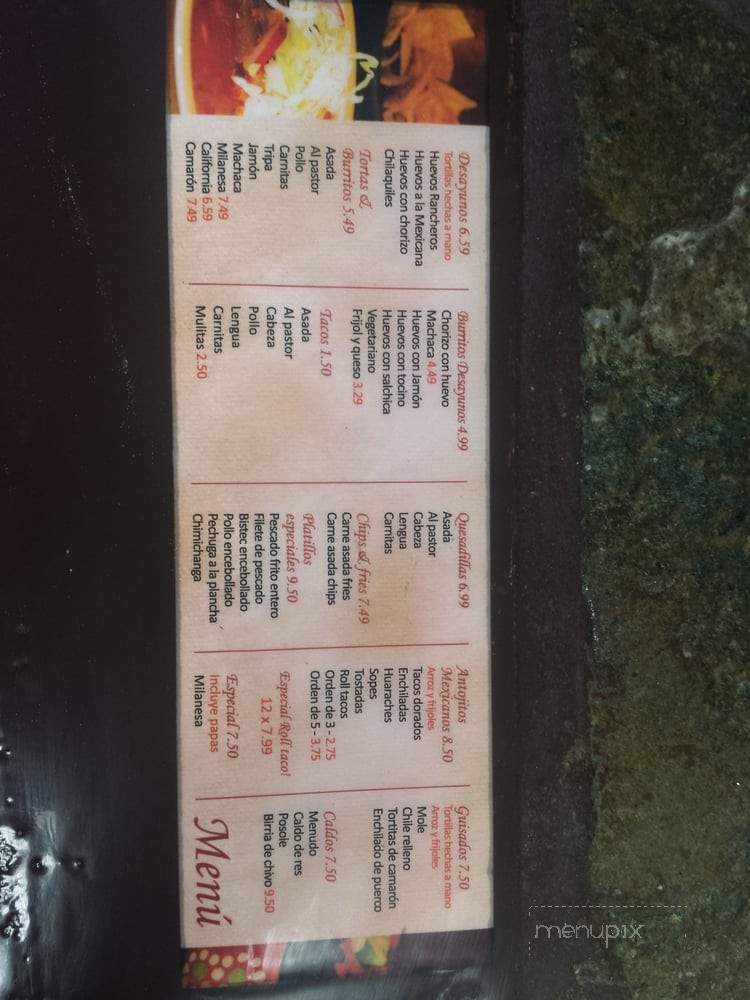 Desayunos 6.59
Tortillas hechas a mano
Huevos Rancheros
Huevos a la Mexicana
Huevos con chorizo
Chilaquiles
Tortas &
Burritos 5.49
Asada
Al pastor
Pollo
Carnitas
Tripa
Jamón
Machaca
Milanesa 7.49
California 6.59
Camarón 7.49
Burritos Desayunos 4.99
Chorizo con huevo
Machaca 4.49
Huevos con Jamón
Huevos con tocino
Huevos con salchica
Vegetariano
Frijol y queso 3.29
Tacos 1.50
Asada
Al pastor
Cabeza
Pollo
Lengua
Carnitas
Mulitas 2.50
Quesadillas 6.99
Asada
Al pastor
Cabeza
Lengua
Carnitas
Chips & fries 7.49
Carne asada fries
Carne asada chips
Platillos
especiales 9.50
Pescado frito entero
Filete de pescado
Bistec encebollado
Pollo encebollado
Pechuga a la plancha
Chimichanga
Antojitos
Mexicanos 8.50
Arroz y frijoles
Tacos dorados
Enchiladas
Huaraches
Sopes
Tostadas
Roll tacos
Orden de 3 - 2.75
Orden de 5 - 3.75
Especial Roll taco!
12 x 7.99
Especial 7.50
Incluye papas
Milanesa
Guisados 7.50
Tortillas hechas a mano
Arroz y frijoles
Mole
Chile relleno
Tortitas de camarón
Enchilado de puerco
Caldos 7.50
Menudo
Caldo de res
Posole
Birria de chivo 9.50
Menú
menupix